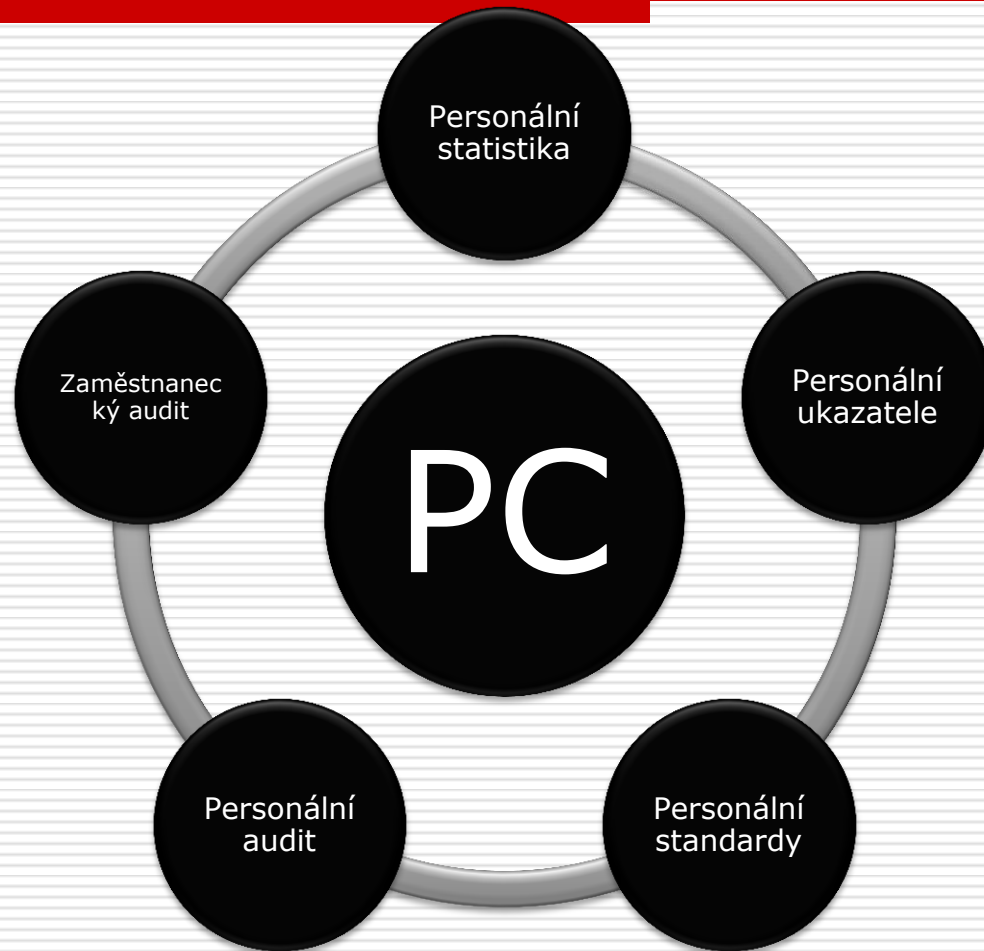 Personální
statistika
Personální
ukazatele
Personální
standardy
Personální
audit
Zaměstnanec
ký audit
PC